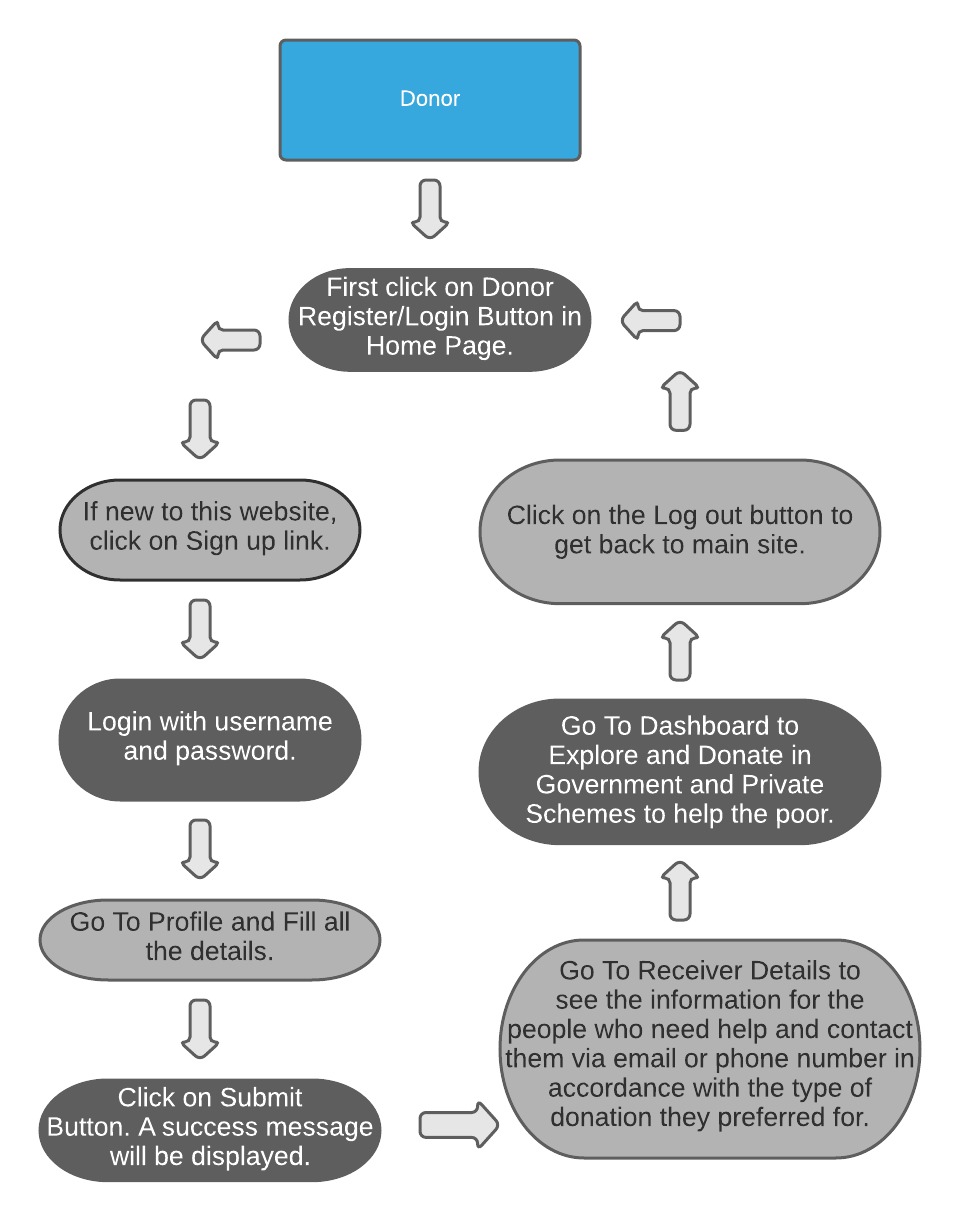 Donor
First click on Donor
Register/Login Button in
Home Page.
If new to this website,
click on Sign up link.
Login with username
and password.
Go To Profile and Fill all
the details.
Click on Submit
Button. A success message
will be displayed.
Go To Receiver Details to
see the information for the
people who need help and contact
them via email or phone number in
accordance with the type of
donation they preferred for.
Go To Dashboard to
Explore and Donate in
Government and Private
Schemes to help the poor.
Click on the Log out button to
get back to main site.